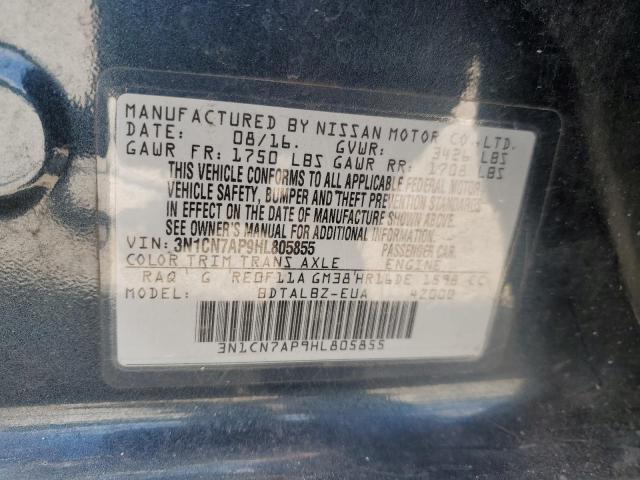 MANUFACTURED BY NISSAN MOTOR CO.,LTD.
DATE: 08/16. GVWR: 3426 LBS
GAWR FR: 1750 LBS GAWR RR: 1708 LBS
THIS VEHICLE CONFORMS TO ALL APPLICABLE FEDERAL MOTOR
VEHICLE SAFETY, BUMPER AND THEFT PREVENTION STANDARDS
IN EFFECT ON THE DATE OF MANUFACTURE SHOWN ABOVE.
SEE OWNER'S MANUAL FOR ADDITIONAL INFORMATION.
VIN: 3N1CN7AP9HL805855 PASSENGER CAR
COLOR TRIM TRANS AXLE ENGINE
RAQ G RE0F11A GM38 HR16DE 1598 CC
MODEL: BDTALBZ-EUA 42000
3N1CN7AP9HL805855